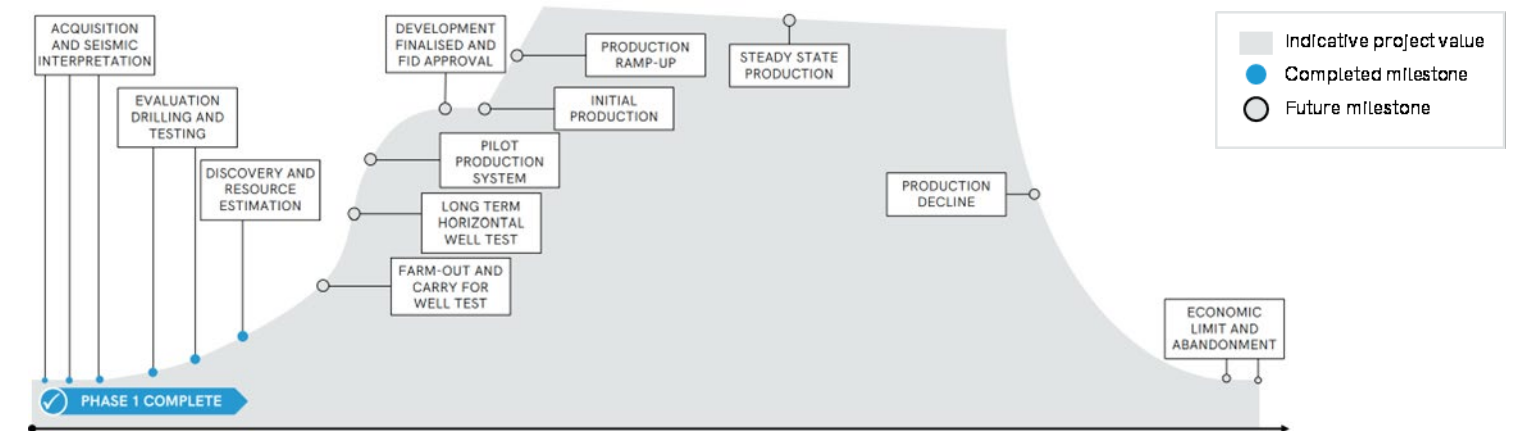 ACQUISITION
AND SEISMIC
INTERPRETATION
EVALUATION
DRILLING AND
TESTING
DISCOVERY AND
RESOURCE
ESTIMATION
DEVELOPMENT
FINALISED AND
FID APPROVAL
PRODUCTION
RAMP-UP
INITIAL
PRODUCTION
PILOT
PRODUCTION
SYSTEM
LONG TERM
HORIZONTAL
WELL TEST
FARM-OUT AND
CARRY FOR
WELL TEST
STEADY STATE
PRODUCTION
PRODUCTION
DECLINE
ECONOMIC
LIMIT AND
ABANDONMENT
PHASE 1 COMPLETE
Indicative project value
Completed milestone
Future milestone